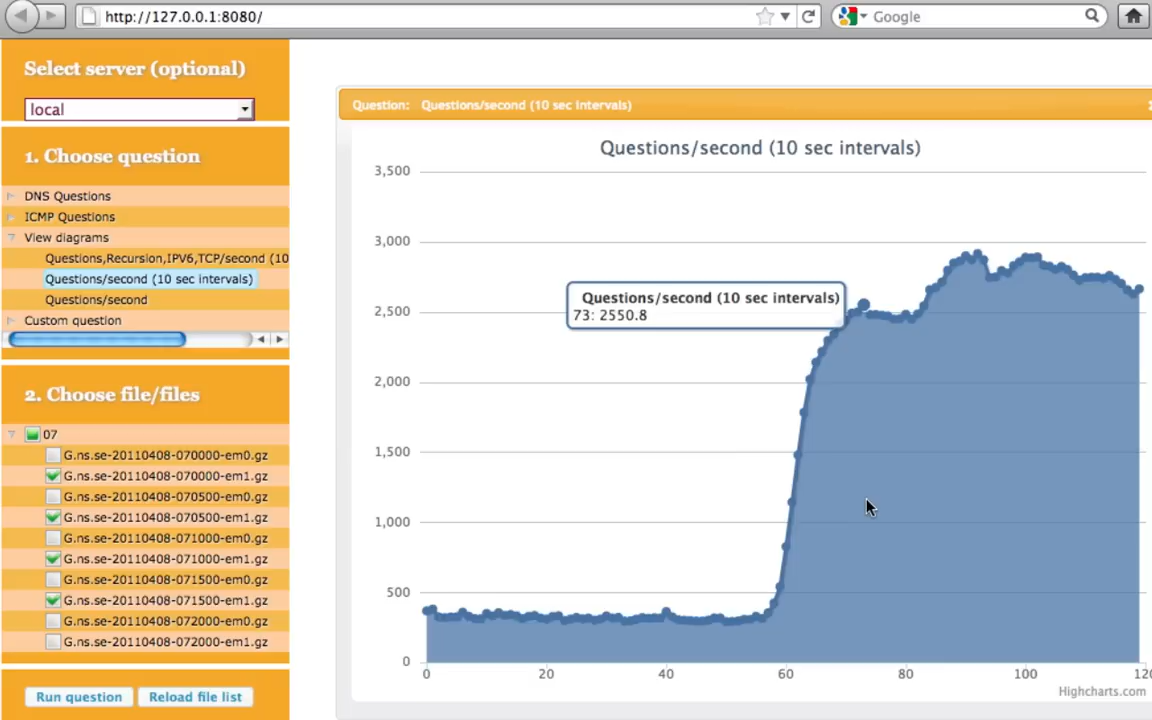 http://127.0.0.1:8080/
Google
Select server (optional)
local
1. Choose question
DNS Questions
ICMP Questions
View diagrams
Questions,Recursion,IPV6,TCP/second (10
Questions/second (10 sec intervals)
Questions/second
Custom question
2. Choose file/files
07
G.ns.se-20110408-070000-em0.gz
G.ns.se-20110408-070000-em1.gz
G.ns.se-20110408-070500-em0.gz
G.ns.se-20110408-070500-em1.gz
G.ns.se-20110408-071000-em0.gz
G.ns.se-20110408-071000-em1.gz
G.ns.se-20110408-071500-em0.gz
G.ns.se-20110408-071500-em1.gz
G.ns.se-20110408-072000-em0.gz
G.ns.se-20110408-072000-em1.gz
Run question
Reload file list
Question: Questions/second (10 sec intervals)
Questions/second (10 sec intervals)
3,500
3,000
2,500
2,000
1,500
1,000
500
0
Questions/second (10 sec intervals)
73: 2550.8
0 20 40 60 80 100 120
Highcharts.com